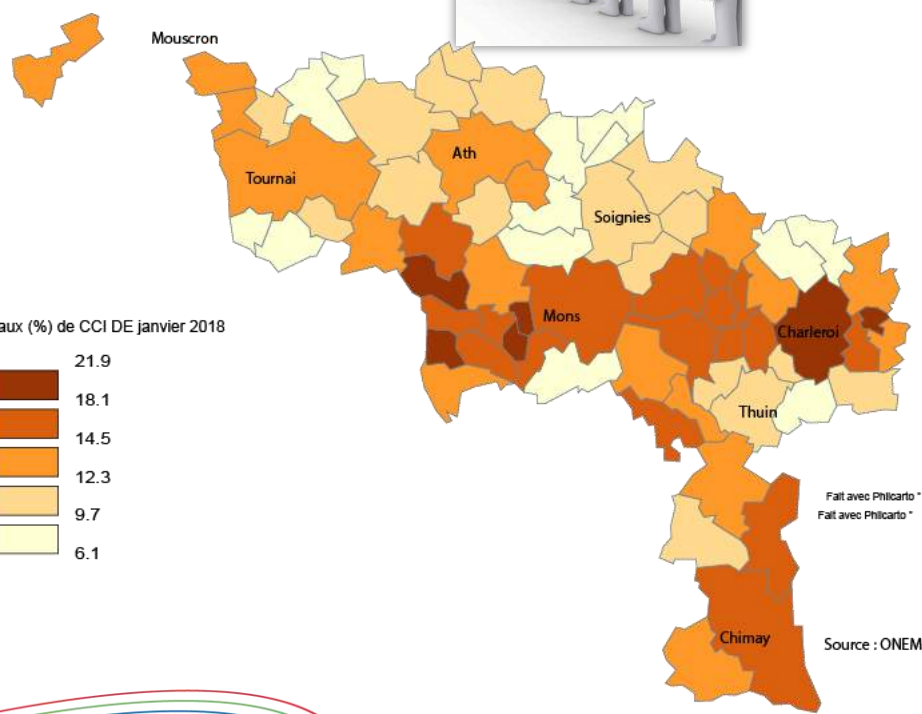 Mouscron
Ath
Tournai
Soignies
aux (%) de CCI DE janvier 2018
Mons
Charleroi
21.9
18.1
14.5
12.3
9.7
6.1
Thuin
Fait avec Philcarto *
Fait avec Philcarto *
Chimay
Source : ONEM